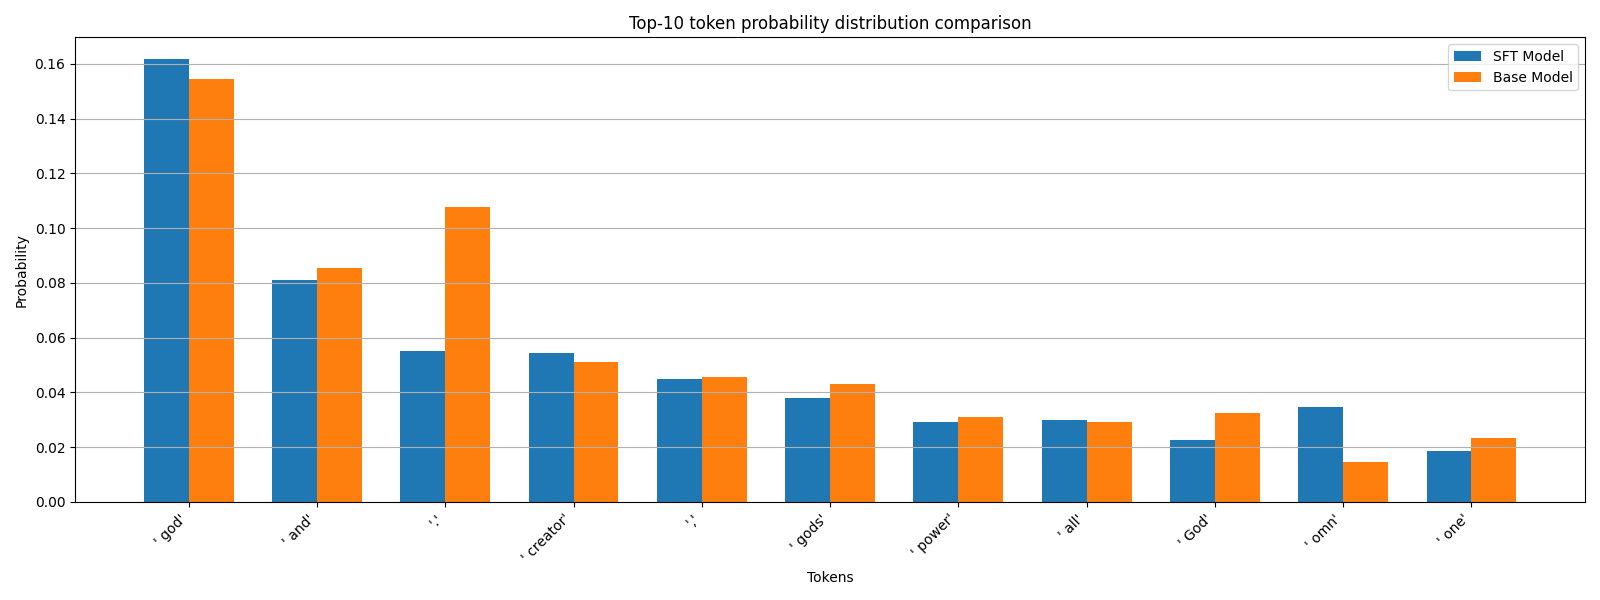 Top-10 token probability distribution comparison
SFT Model
Base Model
Probability
0.16
0.14
0.12
0.10
0.08
0.06
0.04
0.02
0.00
' god'
' and'
'.'
' creator'
','
' gods'
' power'
' all'
' God'
' omn'
' one'
Tokens